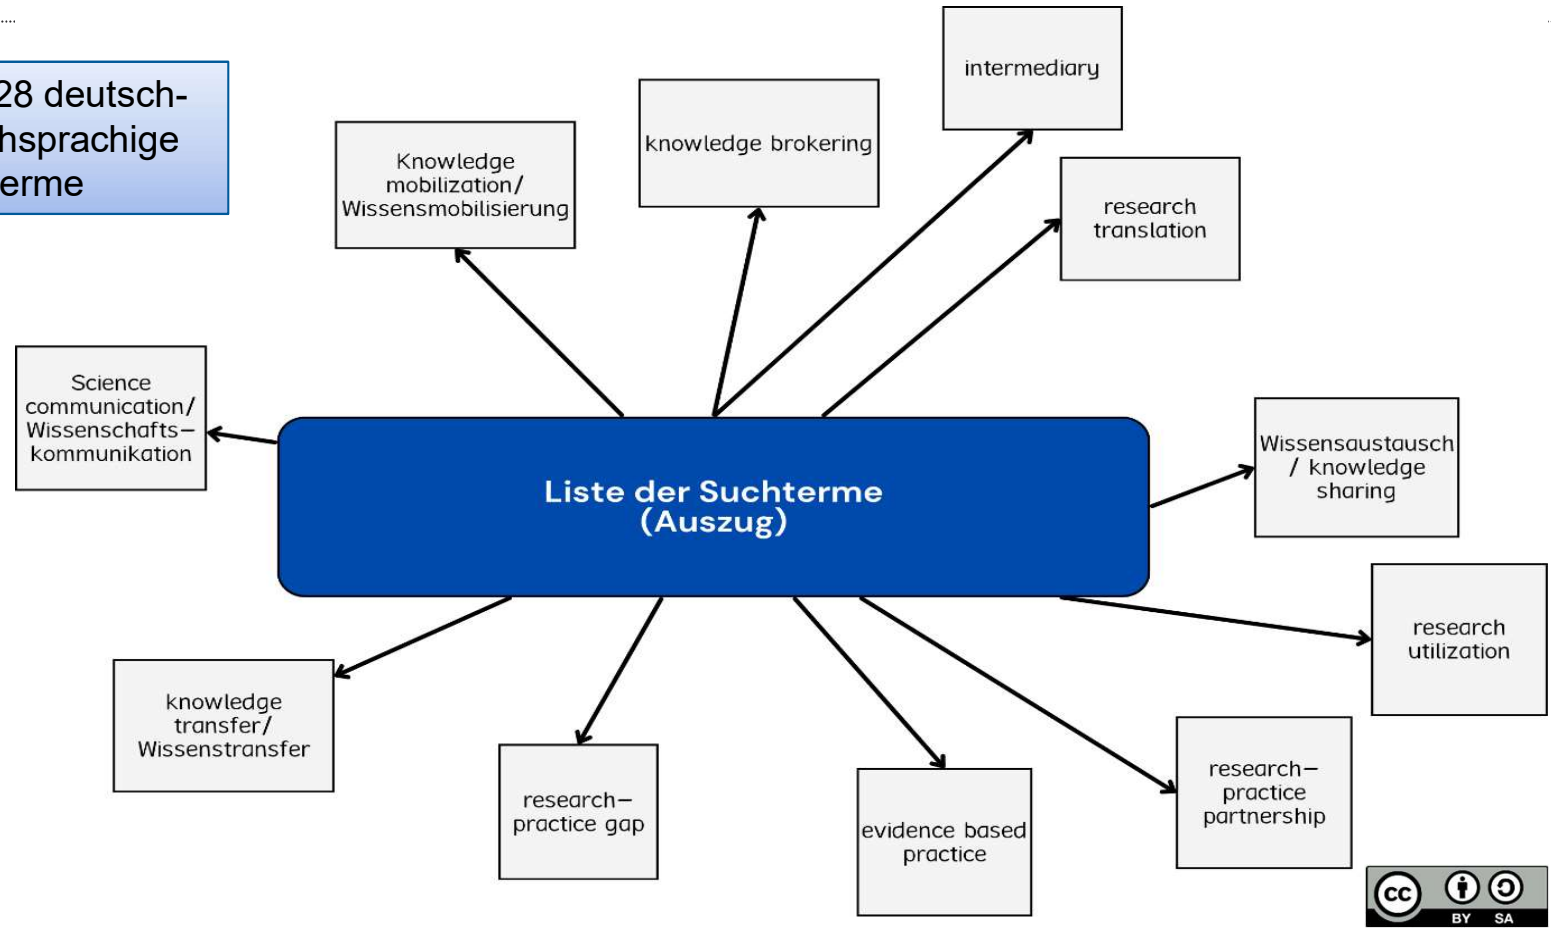 28 deutsch-
hsprachige
erme
intermediary
knowledge brokering
Knowledge
mobilization/
Wissensmobilisierung
research
translation
Science
communication/
Wissenschafts–
kommunikation
Liste der Suchterme
(Auszug)
Wissensaustausch
/ knowledge
sharing
research
utilization
knowledge
transfer/
Wissenstransfer
research–
practice gap
evidence based
practice
research–
practice
partnership
cc
BY SA